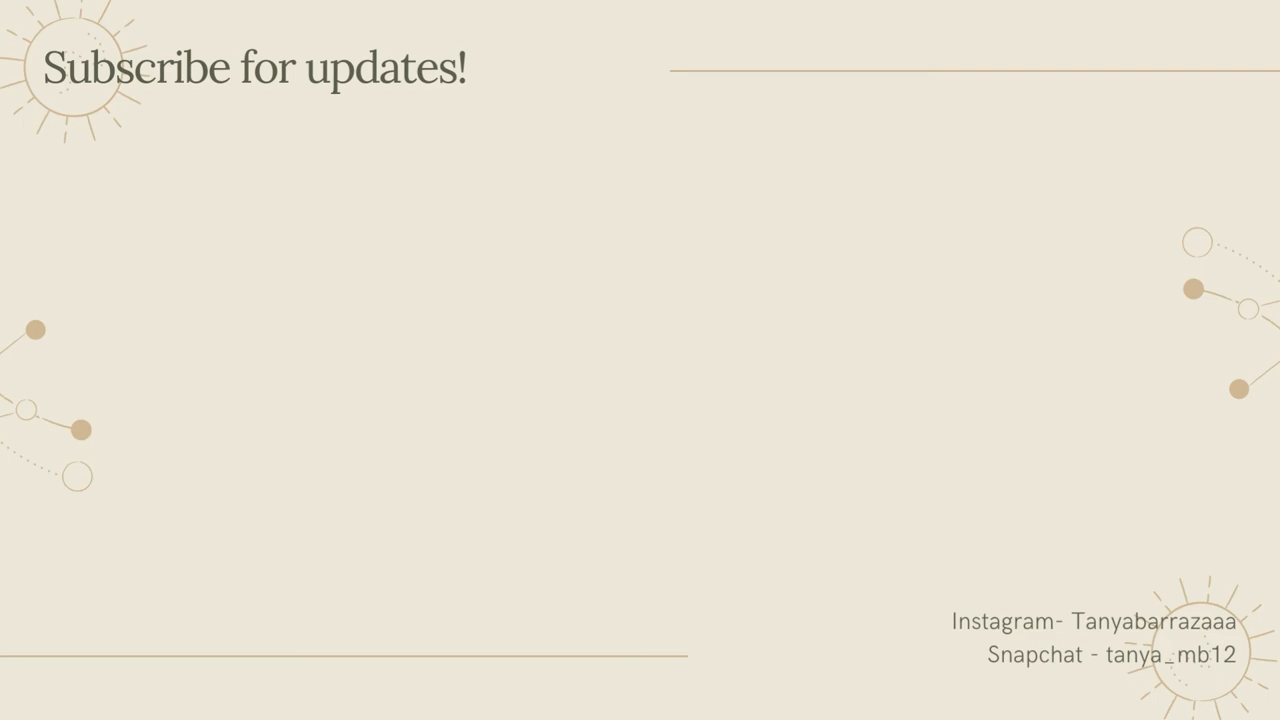 Subscribe for updates!
Instagram- Tanyabarrazaaa
Snapchat - tanya_mb12